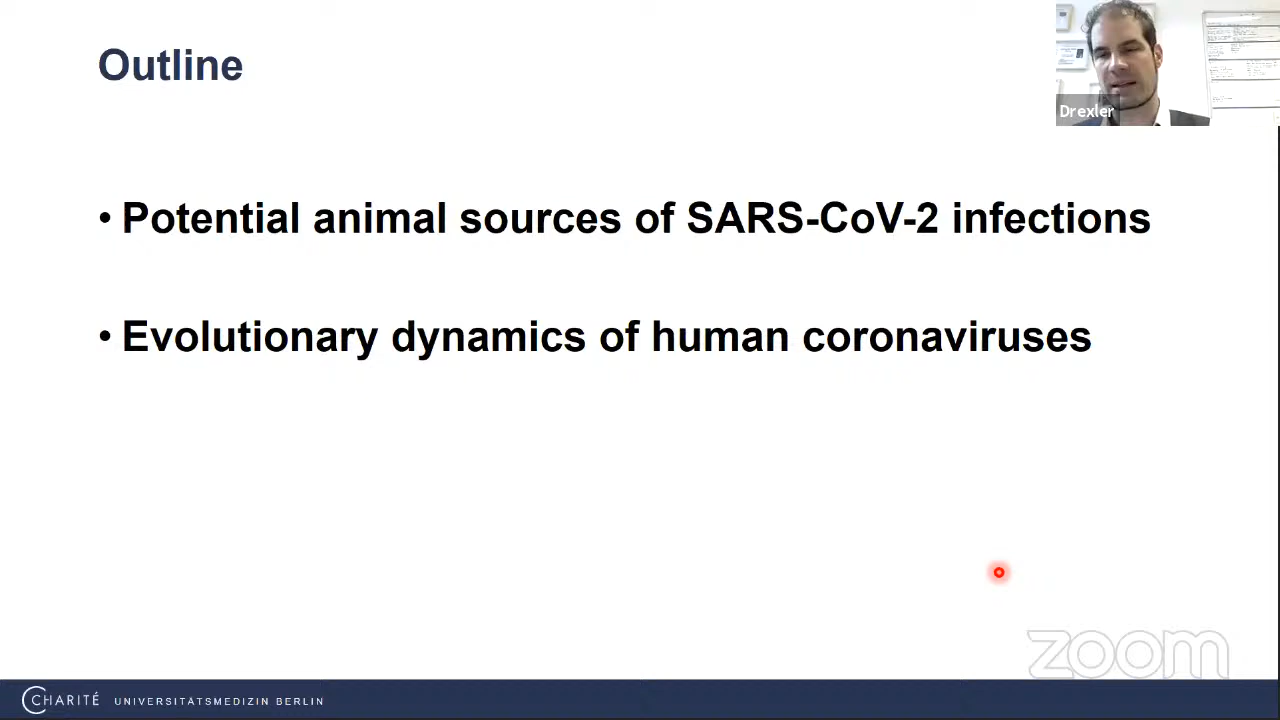 Outline
Drexler
• Potential animal sources of SARS-CoV-2 infections
• Evolutionary dynamics of human coronaviruses
zoom
CHARITÉ UNIVERSITÄTSMEDIZIN BERLIN